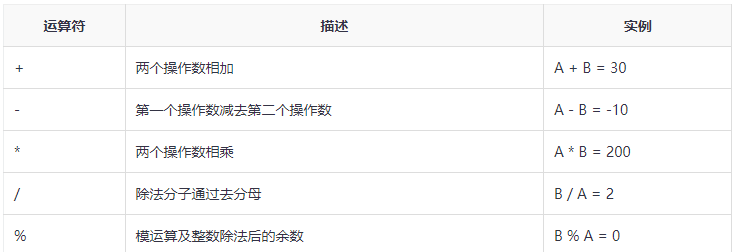 运算符 描述 实例
+ 两个操作数相加 A + B = 30
- 第一个操作数减去第二个操作数 A - B = -10
* 两个操作数相乘 A * B = 200
/ 除法分子通过去分母 B / A = 2
% 模运算及整数除法后的余数 B % A = 0